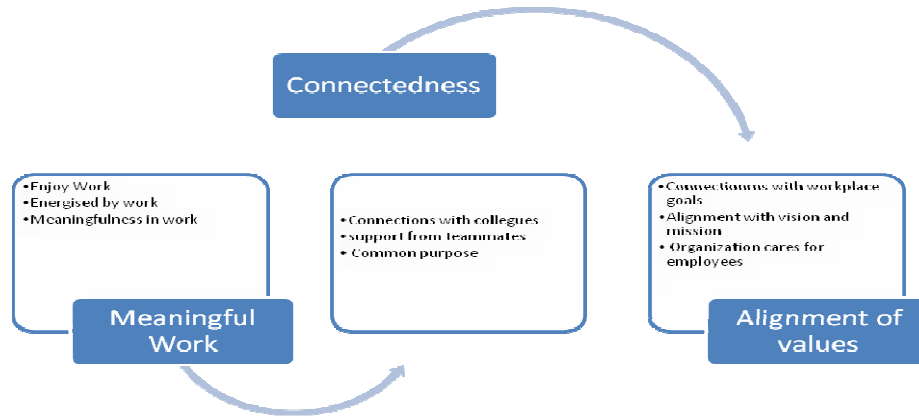 Connectedness
•Enjoy Work
•Energised by work
•Meaningfulness in work
Meaningful
Work
•Connections with collegues
•support from teammates
• Common purpose
•Connectionms with workplace
goals
•Alignment with vision and
mission
• Organization cares for
employees
Alignment of
values